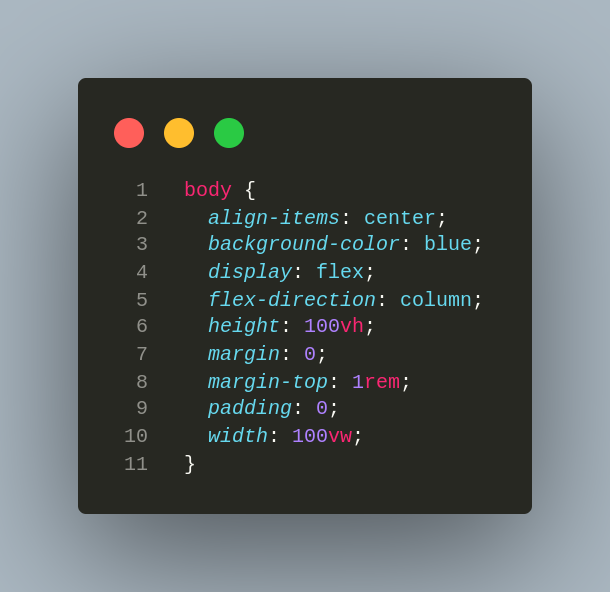 1 body {
2   align-items: center;
3   background-color: blue;
4   display: flex;
5   flex-direction: column;
6   height: 100vh;
7   margin: 0;
8   margin-top: 1rem;
9   padding: 0;
10   width: 100vw;
11 }